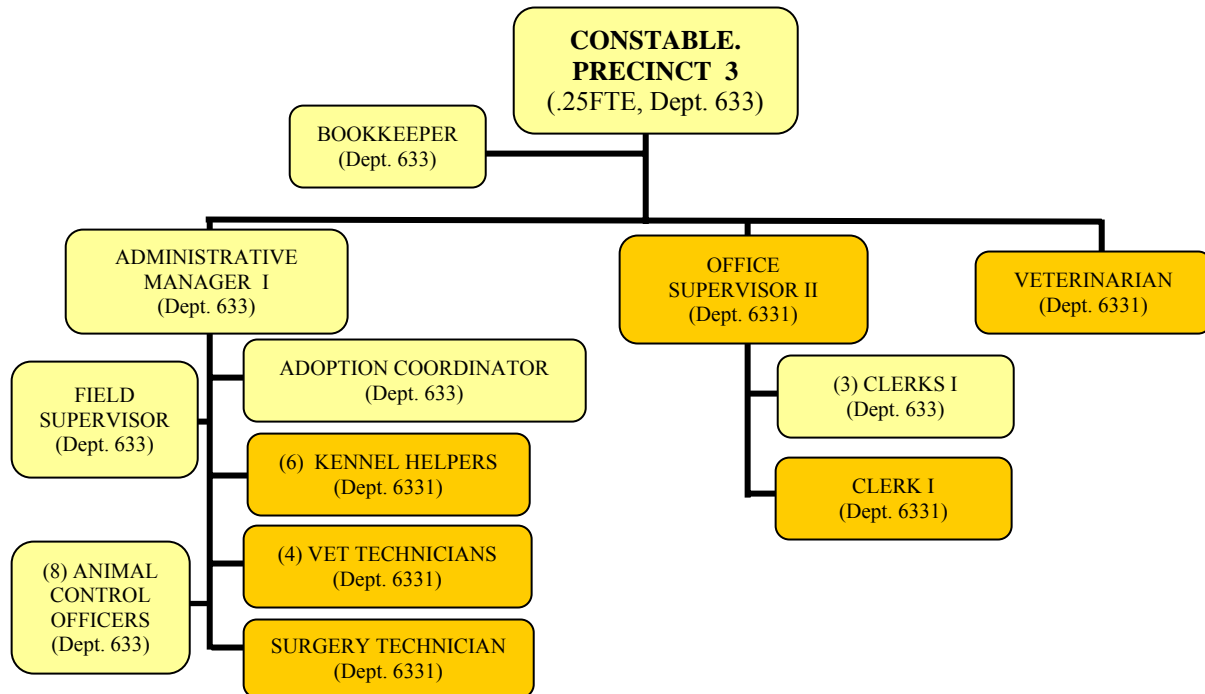 CONSTABLE.
PRECINCT 3
(.25FTE, Dept. 633)
BOOKKEEPER
(Dept. 633)
ADMINISTRATIVE
MANAGER I
(Dept. 633)
OFFICE
SUPERVISOR II
(Dept. 6331)
VETERINARIAN
(Dept. 6331)
FIELD
SUPERVISOR
(Dept. 633)
ADOPTION COORDINATOR
(Dept. 633)
(3) CLERKS I
(Dept. 633)
(6) KENNEL HELPERS
(Dept. 6331)
CLERK I
(Dept. 6331)
(8) ANIMAL
CONTROL
OFFICERS
(Dept. 633)
(4) VET TECHNICIANS
(Dept. 6331)
SURGERY TECHNICIAN
(Dept. 6331)